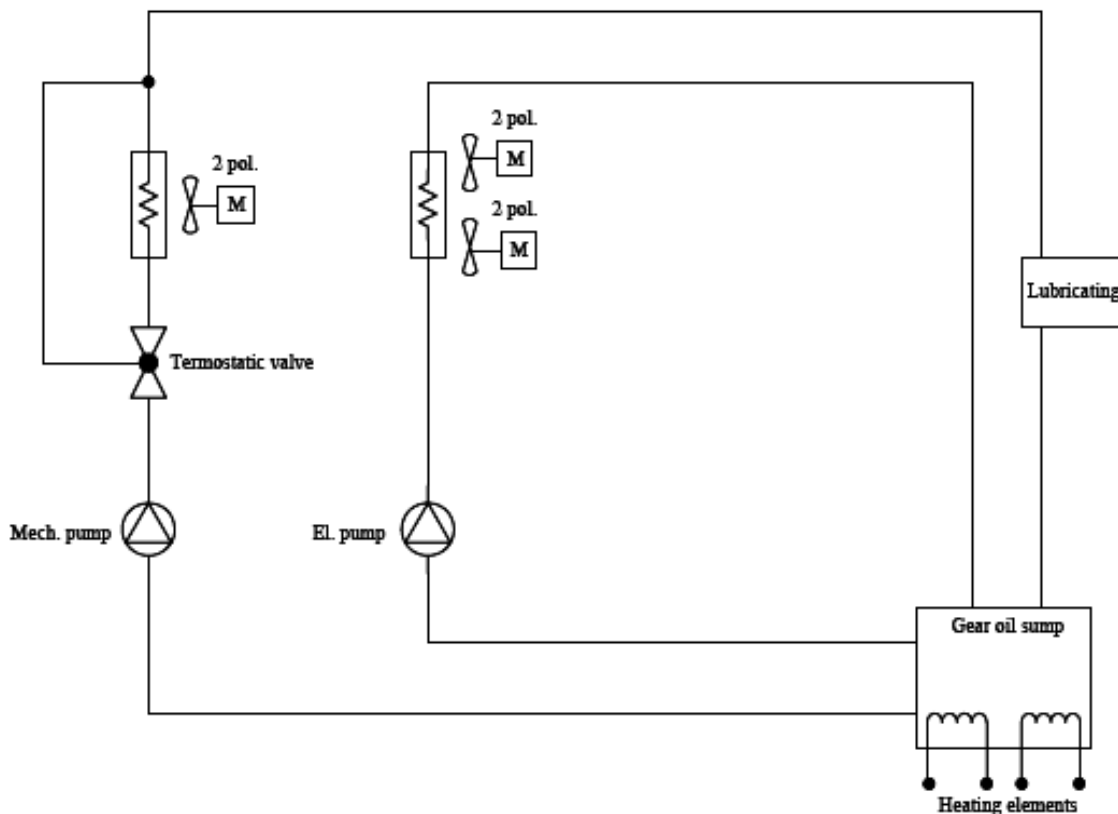 2 pol.
M
2 pol.
M
2 pol.
M
Lubricating
Termostatic valve
Mech. pump
El. pump
Gear oil sump
Heating elements